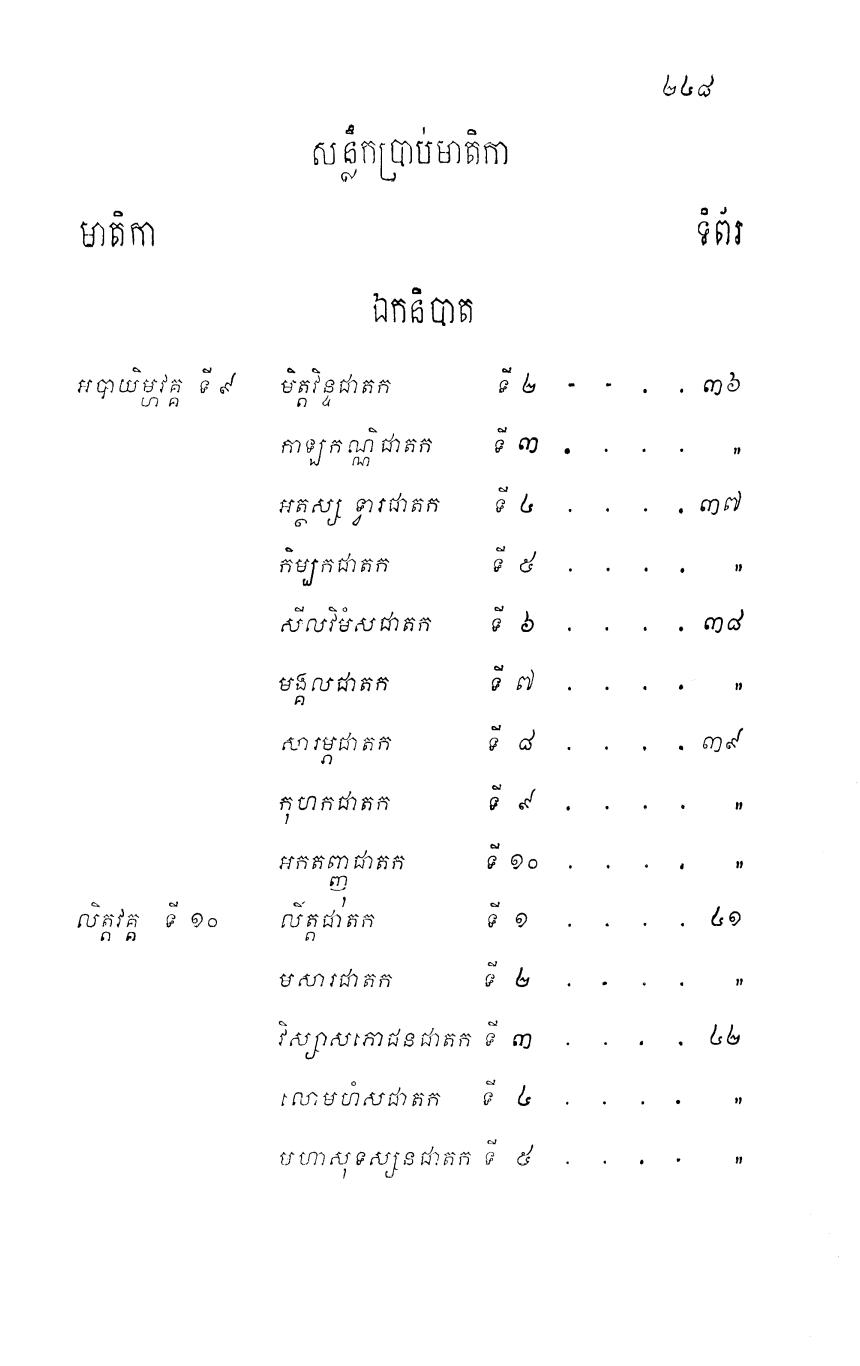 ២៤៨
សន្លឹកប្រាប់មាតិកា
មាតិកា ទំព័រ
ឯកនិបាត
អបាយិម្ហវគ្គ ទី ៩ មិត្តវិន្ទជាតក ទី ២ - - . . ៣៦
កាឡកណ្ណិជាតក ទី ៣ . . . . "
អត្ថស្ស ទ្វារជាតក ទី ៤ . . . . ៣៧
កិម្បកជាតក ទី ៥ . . . . "
សីលវិមំសជាតក ទី ៦ . . . . ៣៨
មង្គលជាតក ទី ៧ . . . . "
សារម្ភជាតក ទី ៨ . . . . ៣៩
កុហកជាតក ទី ៩ . . . . "
អកតញ្ញុជាតក ទី ១០ . . . . "
លិត្តវគ្គ ទី ១០ លិត្តជាតក ទី ១ . . . . ៤១
មសារជាតក ទី ២ . . . . "
វិស្សាសភោជនជាតក ទី ៣ . . . . ៤២
លោមហំសជាតក ទី ៤ . . . . "
មហាសុទស្សនជាតក ទី ៥ . . . . "